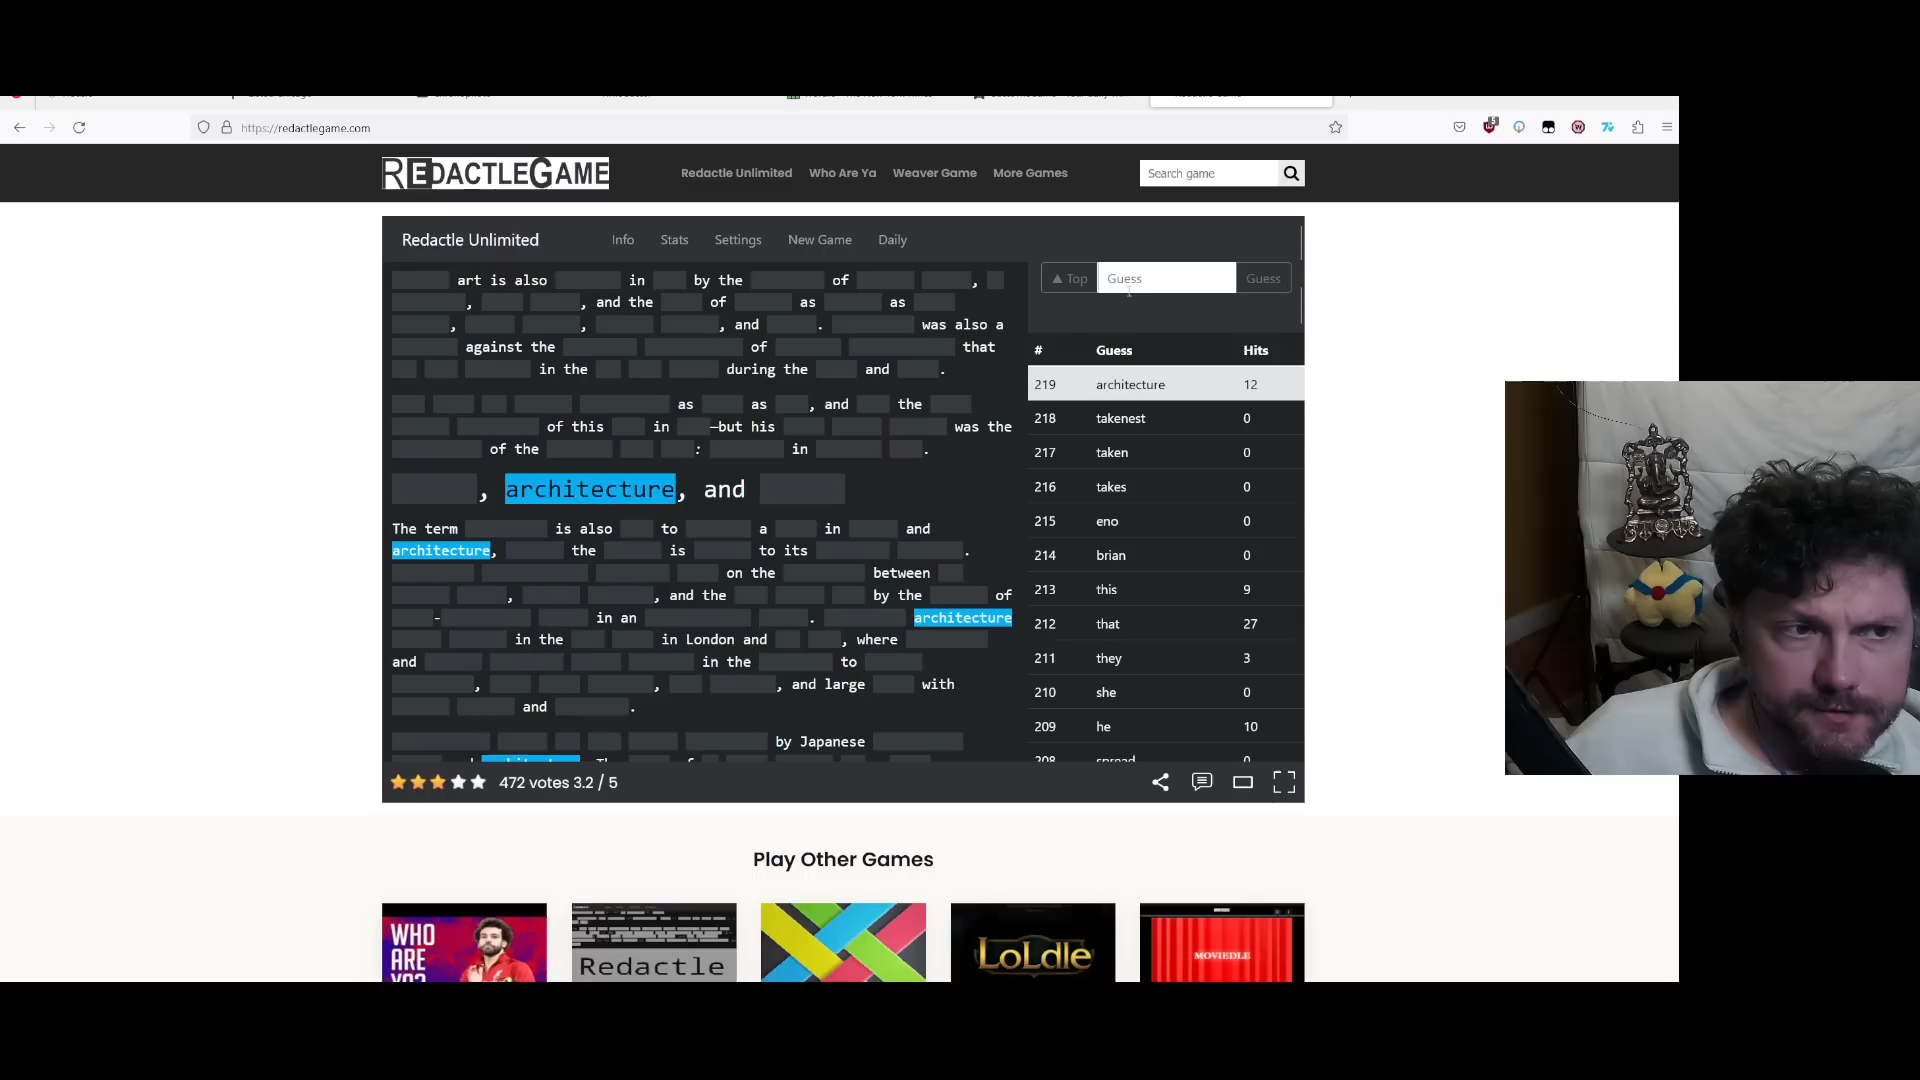 https://redactlegame.com
REDACTLEGAME
Redactle Unlimited
Who Are Ya
Weaver Game
More Games
Search game
Redactle Unlimited
Info
Stats
Settings
New Game
Daily
art is also in by the of ,
, , and the of as as
, , , and . was also a
against the of that
in the during the and .
as as , and the
of this in —but his was the
of the : in .
, architecture, and
The term is also to a in and
architecture, the is to its .
on the between
, , and the by the of
- in an . architecture
in the in London and , where
and in the to
, , , and large with
and .
by Japanese
Top
Guess
Guess
# Guess Hits
219 architecture 12
218 takenest 0
217 taken 0
216 takes 0
215 eno 0
214 brian 0
213 this 9
212 that 27
211 they 3
210 she 0
209 he 10
208 spread 0
472 votes 3.2 / 5
Play Other Games
WHO
ARE
YA?
Redactle
LoLdle
MOVIEDLE